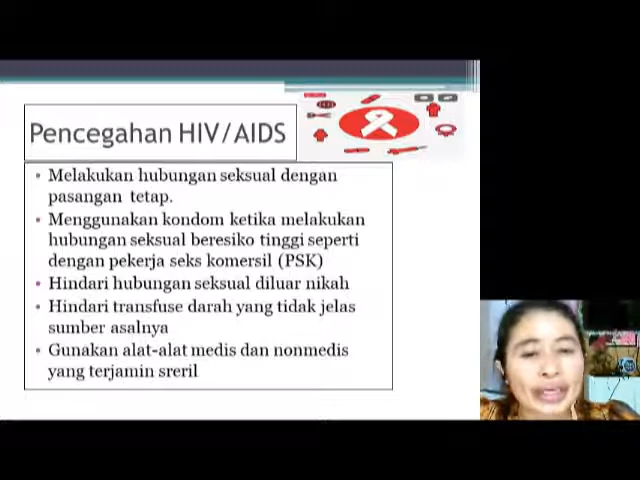 Pencegahan HIV/AIDS
• Melakukan hubungan seksual dengan
pasangan tetap.
• Menggunakan kondom ketika melakukan
hubungan seksual beresiko tinggi seperti
dengan pekerja seks komersil (PSK)
• Hindari hubungan seksual diluar nikah
• Hindari transfuse darah yang tidak jelas
sumber asalnya
• Gunakan alat-alat medis dan nonmedis
yang terjamin sreril